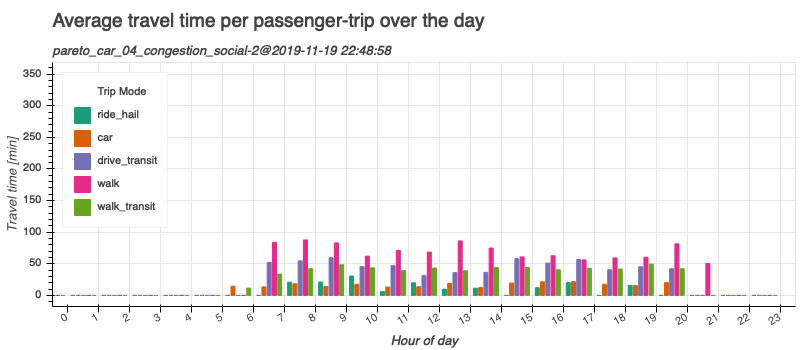 Average travel time per passenger-trip over the day
pareto_car_04_congestion_social-2@2019-11-19 22:48:58
350
300
250
200
150
100
50
0
Travel time [min]
Trip Mode
ride_hail
car
drive_transit
walk
walk_transit
0 1 2 3 4 5 6 7 8 9 10 11 12 13 14 15 16 17 18 19 20 21 22 23
Hour of day